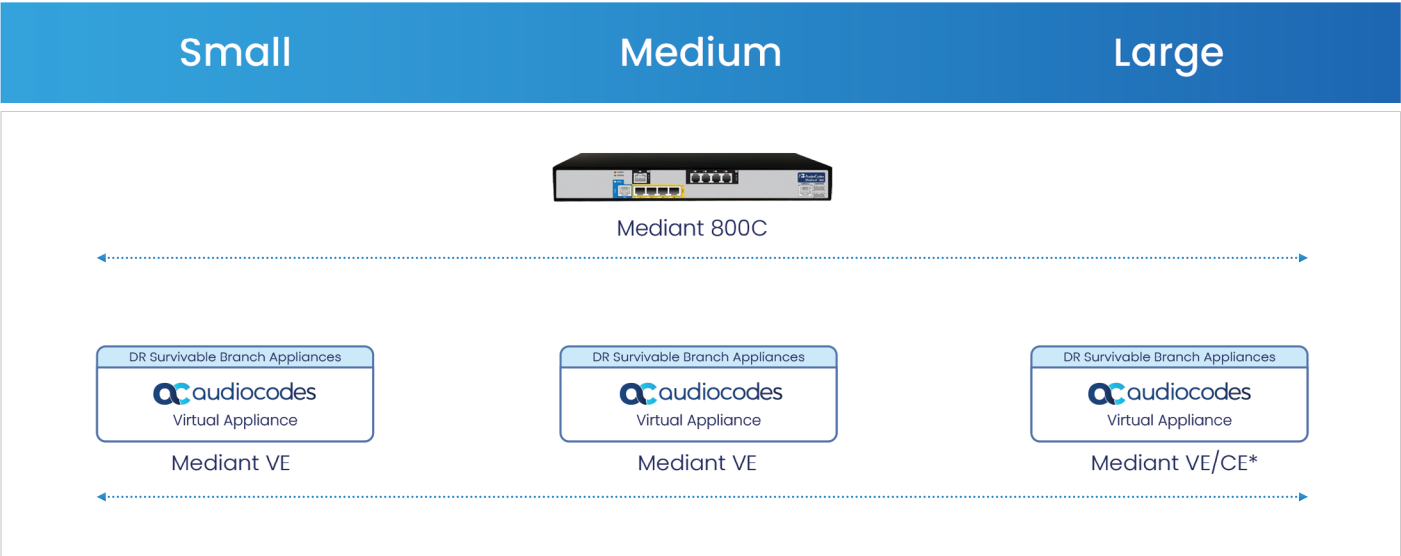 Small Medium Large
Mediant 800C
DR Survivable Branch Appliances DR Survivable Branch Appliances DR Survivable Branch Appliances
audiocodes audiocodes audiocodes
Virtual Appliance Virtual Appliance Virtual Appliance
Mediant VE Mediant VE Mediant VE/CE*